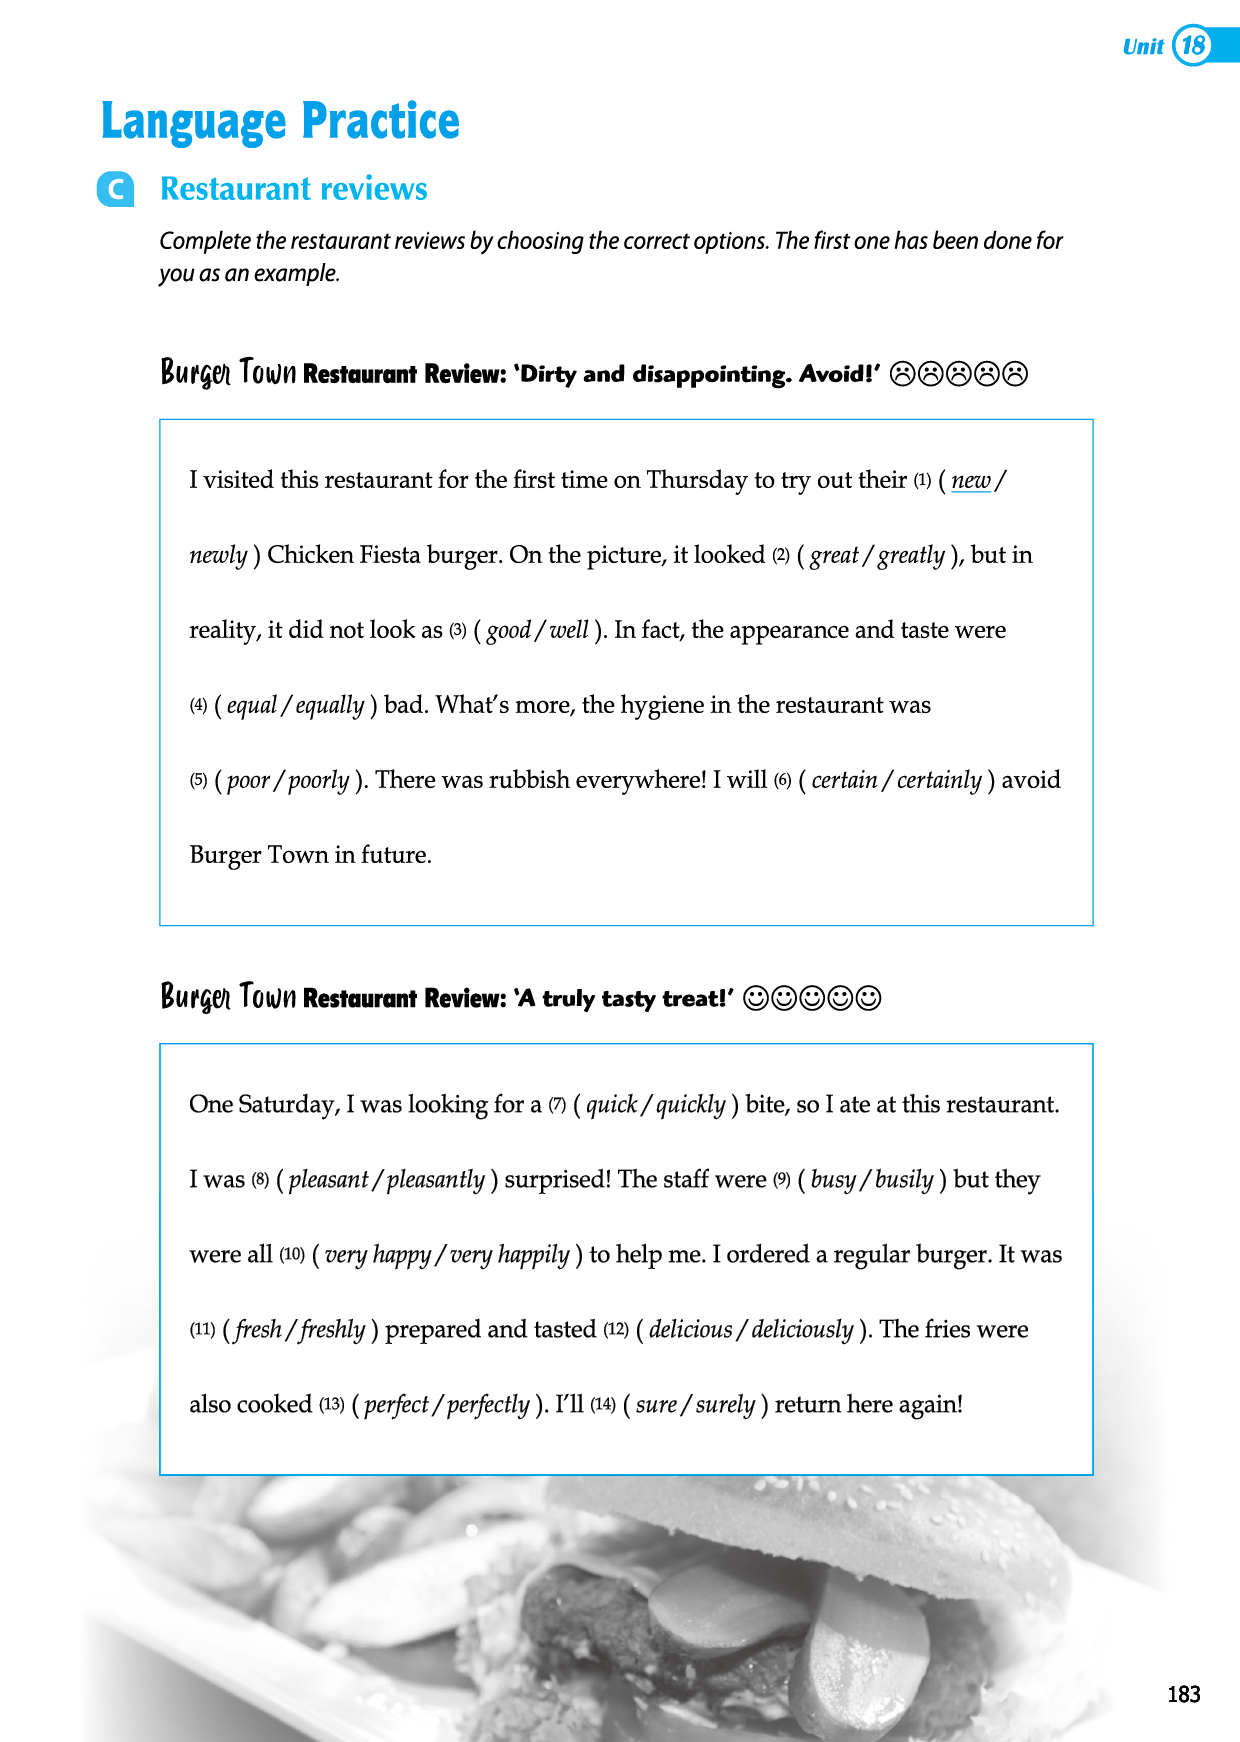 Unit 18
Language Practice
C Restaurant reviews
Complete the restaurant reviews by choosing the correct options. The first one has been done for
you as an example.
Burger Town Restaurant Review: ‘Dirty and disappointing. Avoid!’ ☹☹☹☹☹
I visited this restaurant for the first time on Thursday to try out their (1) ( new /
newly ) Chicken Fiesta burger. On the picture, it looked (2) ( great / greatly ), but in
reality, it did not look as (3) ( good / well ). In fact, the appearance and taste were
(4) ( equal / equally ) bad. What’s more, the hygiene in the restaurant was
(5) ( poor / poorly ). There was rubbish everywhere! I will (6) ( certain / certainly ) avoid
Burger Town in future.
Burger Town Restaurant Review: ‘A truly tasty treat!’ ☺☺☺☺☺
One Saturday, I was looking for a (7) ( quick / quickly ) bite, so I ate at this restaurant.
I was (8) ( pleasant / pleasantly ) surprised! The staff were (9) ( busy / busily ) but they
were all (10) ( very happy / very happily ) to help me. I ordered a regular burger. It was
(11) ( fresh / freshly ) prepared and tasted (12) ( delicious / deliciously ). The fries were
also cooked (13) ( perfect / perfectly ). I’ll (14) ( sure / surely ) return here again!
183